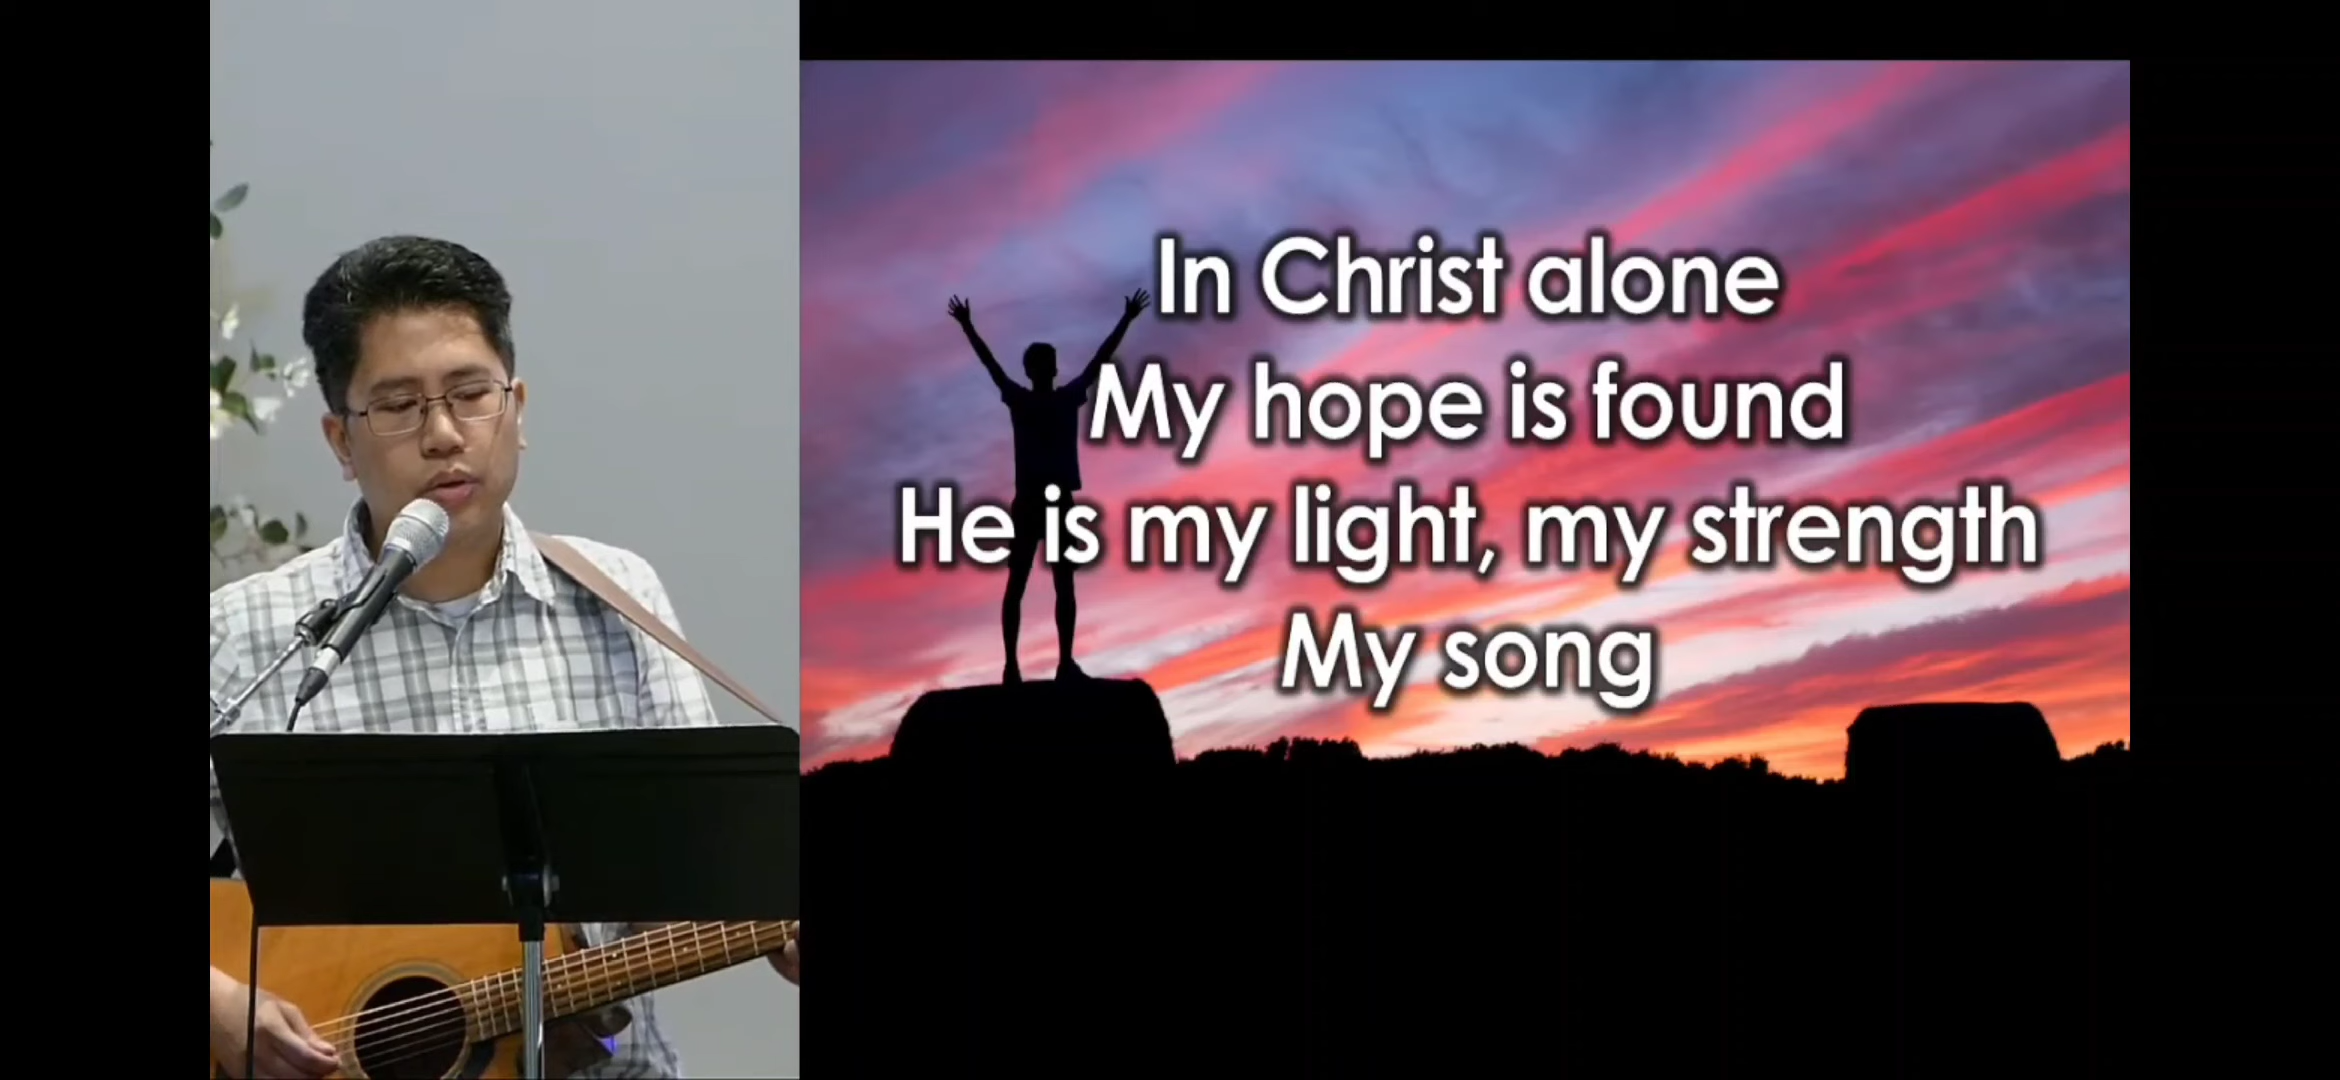 In Christ alone
My hope is found
He is my light, my strength
My song